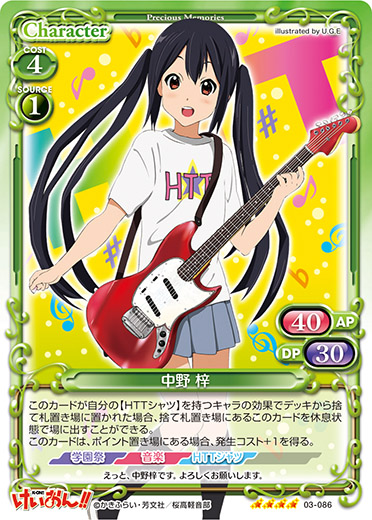 Precious Memories
Character
illustrated by U.G.E
COST
4
SOURCE
1
HTT
40 AP
DP 30
中野 梓
このカードが自分の【HTTシャツ】を持つキャラの効果でデッキから捨
て札置き場に置かれた場合、捨て札置き場にあるこのカードを休息状
態で場に出すことができる。
このカードは、ポイント置き場にある場合、発生コスト+1を得る。
学園祭 音楽 HTTシャツ
えっと、中野梓です。よろしくお願いします。
けいおん!!
©かきふらい・芳文社/桜高軽音部
03-086